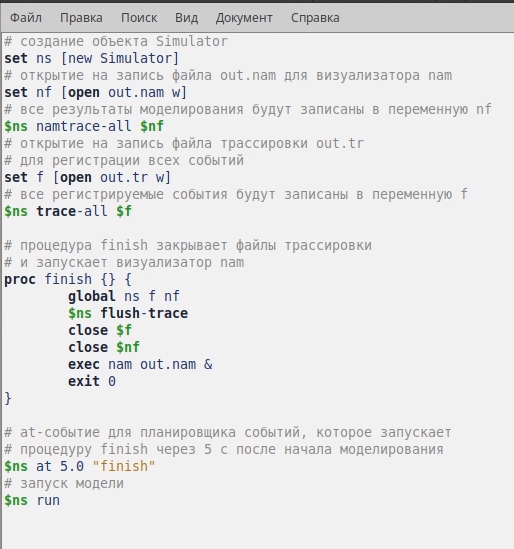 Файл Правка Поиск Вид Документ Справка
# создание объекта Simulator
set ns [new Simulator]
# открытие на запись файла out.nam для визуализатора nam
set nf [open out.nam w]
# все результаты моделирования будут записаны в переменную nf
$ns namtrace-all $nf
# открытие на запись файла трассировки out.tr
# для регистрации всех событий
set f [open out.tr w]
# все регистрируемые события будут записаны в переменную f
$ns trace-all $f
# процедура finish закрывает файлы трассировки
# и запускает визуализатор nam
proc finish {} {
global ns f nf
$ns flush-trace
close $f
close $nf
exec nam out.nam &
exit 0
}
# at-событие для планировщика событий, которое запускает
# процедуру finish через 5 с после начала моделирования
$ns at 5.0 "finish"
# запуск модели
$ns run